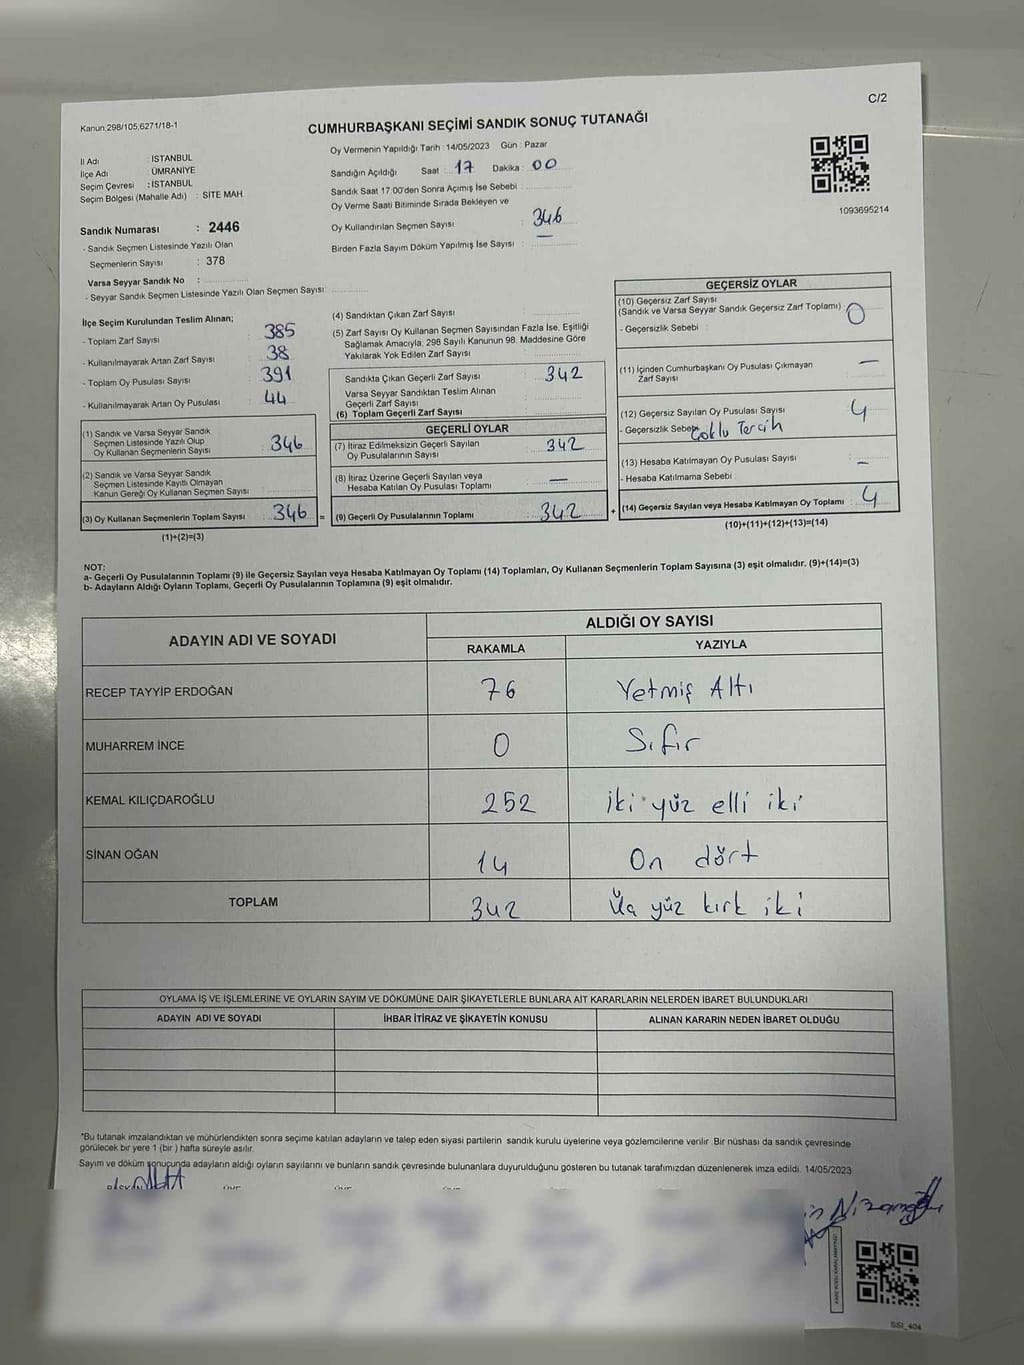 C/2
Kanun,298/105,6271/18-1
CUMHURBAŞKANI SEÇİMİ SANDIK SONUÇ TUTANAĞI
İl Adı : İSTANBUL
İlçe Adı : ÜMRANİYE
Seçim Çevresi : İSTANBUL
Seçim Bölgesi (Mahalle Adı) : SITE MAH.
Sandık Numarası : 2446
- Sandık Seçmen Listesinde Yazılı Olan
Seçmenlerin Sayısı : 378
Varsa Seyyar Sandık No :
- Seyyar Sandık Seçmen Listesinde Yazılı Olan Seçmen Sayısı:
Oy Vermenin Yapıldığı Tarih : 14/05/2023 Gün : Pazar
Sandığın Açıldığı Saat : 17 Dakika : 00
Sandık Saat 17:00'den Sonra Açımış İse Sebebi :
Oy Verme Saati Bitiminde Sırada Bekleyen ve
Oy Kullandırılan Seçmen Sayısı : 346
Birden Fazla Sayım Döküm Yapılmış İse Sayısı : —
1093695214
İlçe Seçim Kurulundan Teslim Alınan;
- Toplam Zarf Sayısı : 385
- Kullanılmayarak Artan Zarf Sayısı : 38
- Toplam Oy Pusulası Sayısı : 391
- Kullanılmayarak Artan Oy Pusulası : 44
(1) Sandık ve Varsa Seyyar Sandık
Seçmen Listesinde Yazılı Olup
Oy Kullanan Seçmenlerin Sayısı : 346
(2) Sandık ve Varsa Seyyar Sandık
Seçmen Listesinde Kayıtlı Olmayan
Kanun Gereği Oy Kullanan Seçmen Sayısı :
(3) Oy Kullanan Seçmenlerin Toplam Sayısı : 346 =
(1)+(2)=(3)
(4) Sandıktan Çıkan Zarf Sayısı :
(5) Zarf Sayısı Oy Kullanan Seçmen Sayısından Fazla İse, Eşitliği
Sağlamak Amacıyla, 298 Sayılı Kanunun 98. Maddesine Göre
Yakılarak Yok Edilen Zarf Sayısı :
Sandıkta Çıkan Geçerli Zarf Sayısı : 342
Varsa Seyyar Sandıktan Teslim Alınan
Geçerli Zarf Sayısı :
(6) Toplam Geçerli Zarf Sayısı :
GEÇERLİ OYLAR
(7) İtiraz Edilmeksizin Geçerli Sayılan
Oy Pusulalarının Sayısı : 342
(8) İtiraz Üzerine Geçerli Sayılan veya
Hesaba Katılan Oy Pusulası Toplamı : —
(9) Geçerli Oy Pusulalarının Toplamı : 342 +
GEÇERSİZ OYLAR
(10) Geçersiz Zarf Sayısı
(Sandık ve Varsa Seyyar Sandık Geçersiz Zarf Toplamı) : 0
- Geçersizlik Sebebi :
(11) İçinden Cumhurbaşkanı Oy Pusulası Çıkmayan
Zarf Sayısı : —
(12) Geçersiz Sayılan Oy Pusulası Sayısı : 4
- Geçersizlik Sebebi : Çoklu Tercih
(13) Hesaba Katılmayan Oy Pusulası Sayısı : —
- Hesaba Katılmama Sebebi :
(14) Geçersiz Sayılan veya Hesaba Katılmayan Oy Toplamı : 4
(10)+(11)+(12)+(13)=(14)
NOT:
a- Geçerli Oy Pusulalarının Toplamı (9) ile Geçersiz Sayılan veya Hesaba Katılmayan Oy Toplamı (14) Toplamları, Oy Kullanan Seçmenlerin Toplam Sayısına (3) eşit olmalıdır. (9)+(14)=(3)
b- Adayların Aldığı Oyların Toplamı, Geçerli Oy Pusulalarının Toplamına (9) eşit olmalıdır.
ADAYIN ADI VE SOYADI
ALDIĞI OY SAYISI
RAKAMLA YAZIYLA
RECEP TAYYİP ERDOĞAN 76 Yetmiş Altı
MUHARREM İNCE 0 Sıfır
KEMAL KILIÇDAROĞLU 252 iki yüz elli iki
SİNAN OĞAN 14 On dört
TOPLAM 342 Üç yüz kırk iki
OYLAMA İŞ VE İŞLEMLERİNE VE OYLARIN SAYIM VE DÖKÜMÜNE DAİR ŞİKAYETLERLE BUNLARA AİT KARARLARIN NELERDEN İBARET BULUNDUKLARI
ADAYIN ADI VE SOYADI İHBAR İTİRAZ VE ŞİKAYETİN KONUSU ALINAN KARARIN NEDEN İBARET OLDUĞU
*Bu tutanak imzalandıktan ve mühürlendikten sonra seçime katılan adayların ve talep eden siyasi partilerin sandık kurulu üyelerine veya gözlemcilerine verilir. Bir nüshası da sandık çevresinde
görülecek bir yere 1 (bir) hafta süreyle asılır.
Sayım ve döküm sonucunda adayların aldığı oyların sayılarını ve bunların sandık çevresinde bulunanlara duyurulduğunu gösteren bu tutanak tarafımızdan düzenlenerek imza edildi. 14/05/2023
SSI_404